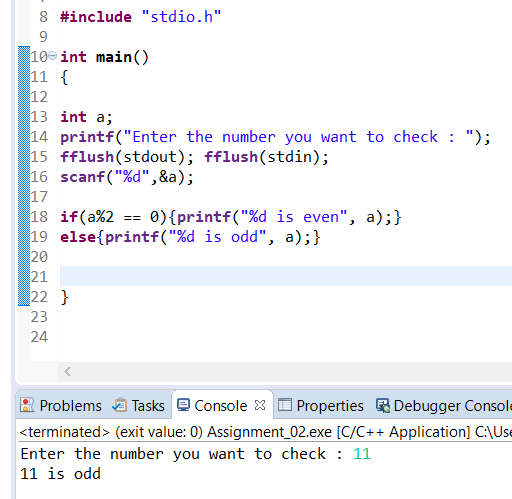 8 #include "stdio.h"
9
10 int main()
11 {
12
13 int a;
14 printf("Enter the number you want to check : ");
15 fflush(stdout); fflush(stdin);
16 scanf("%d",&a);
17
18 if(a%2 == 0){printf("%d is even", a);}
19 else{printf("%d is odd", a);}
20
21
22 }
23
24
Problems Tasks Console Properties Debugger Console
<terminated> (exit value: 0) Assignment_02.exe [C/C++ Application] C:\Use
Enter the number you want to check : 11
11 is odd